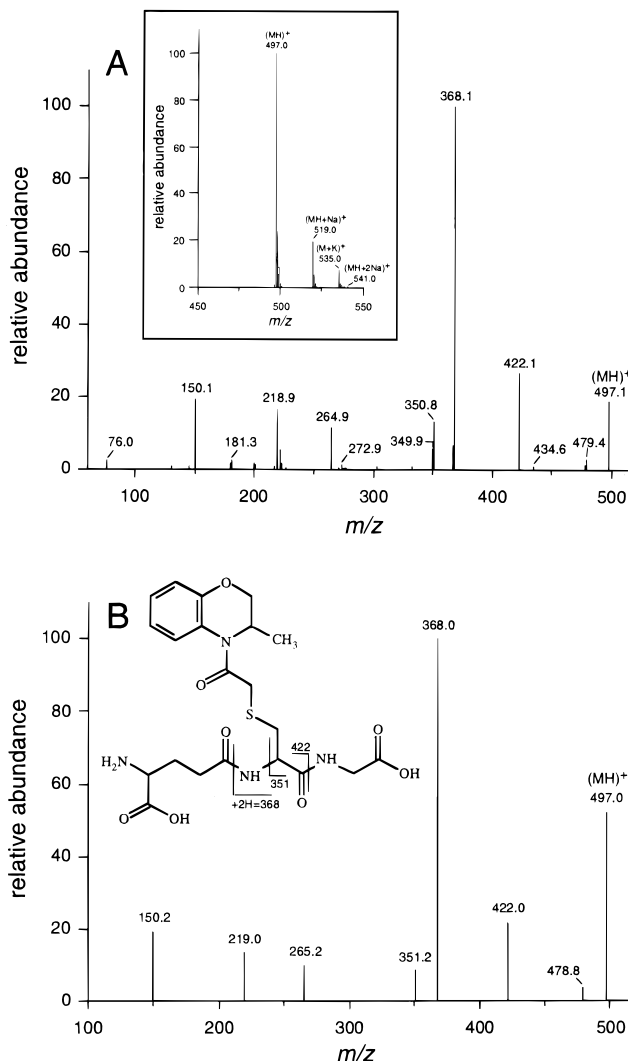 A
relative abundance
100
80
60
40
20
0
100
200
300
400
500
m/z
76.0
150.1
181.3
218.9
264.9
272.9
349.9
350.8
368.1
422.1
434.6
479.4
(MH)+
497.1
relative abundance
100
80
60
40
20
0
450
500
550
m/z
(MH)+
497.0
(MH+Na)+
519.0
(M+K)+
535.0
(MH+2Na)+
541.0
B
relative abundance
100
80
60
40
20
0
100
200
300
400
500
m/z
150.2
219.0
265.2
351.2
368.0
422.0
478.8
(MH)+
497.0
O
N
CH3
O
S
O
422
H2N
NH
351
NH
O
OH
O
O
OH
+2H=368